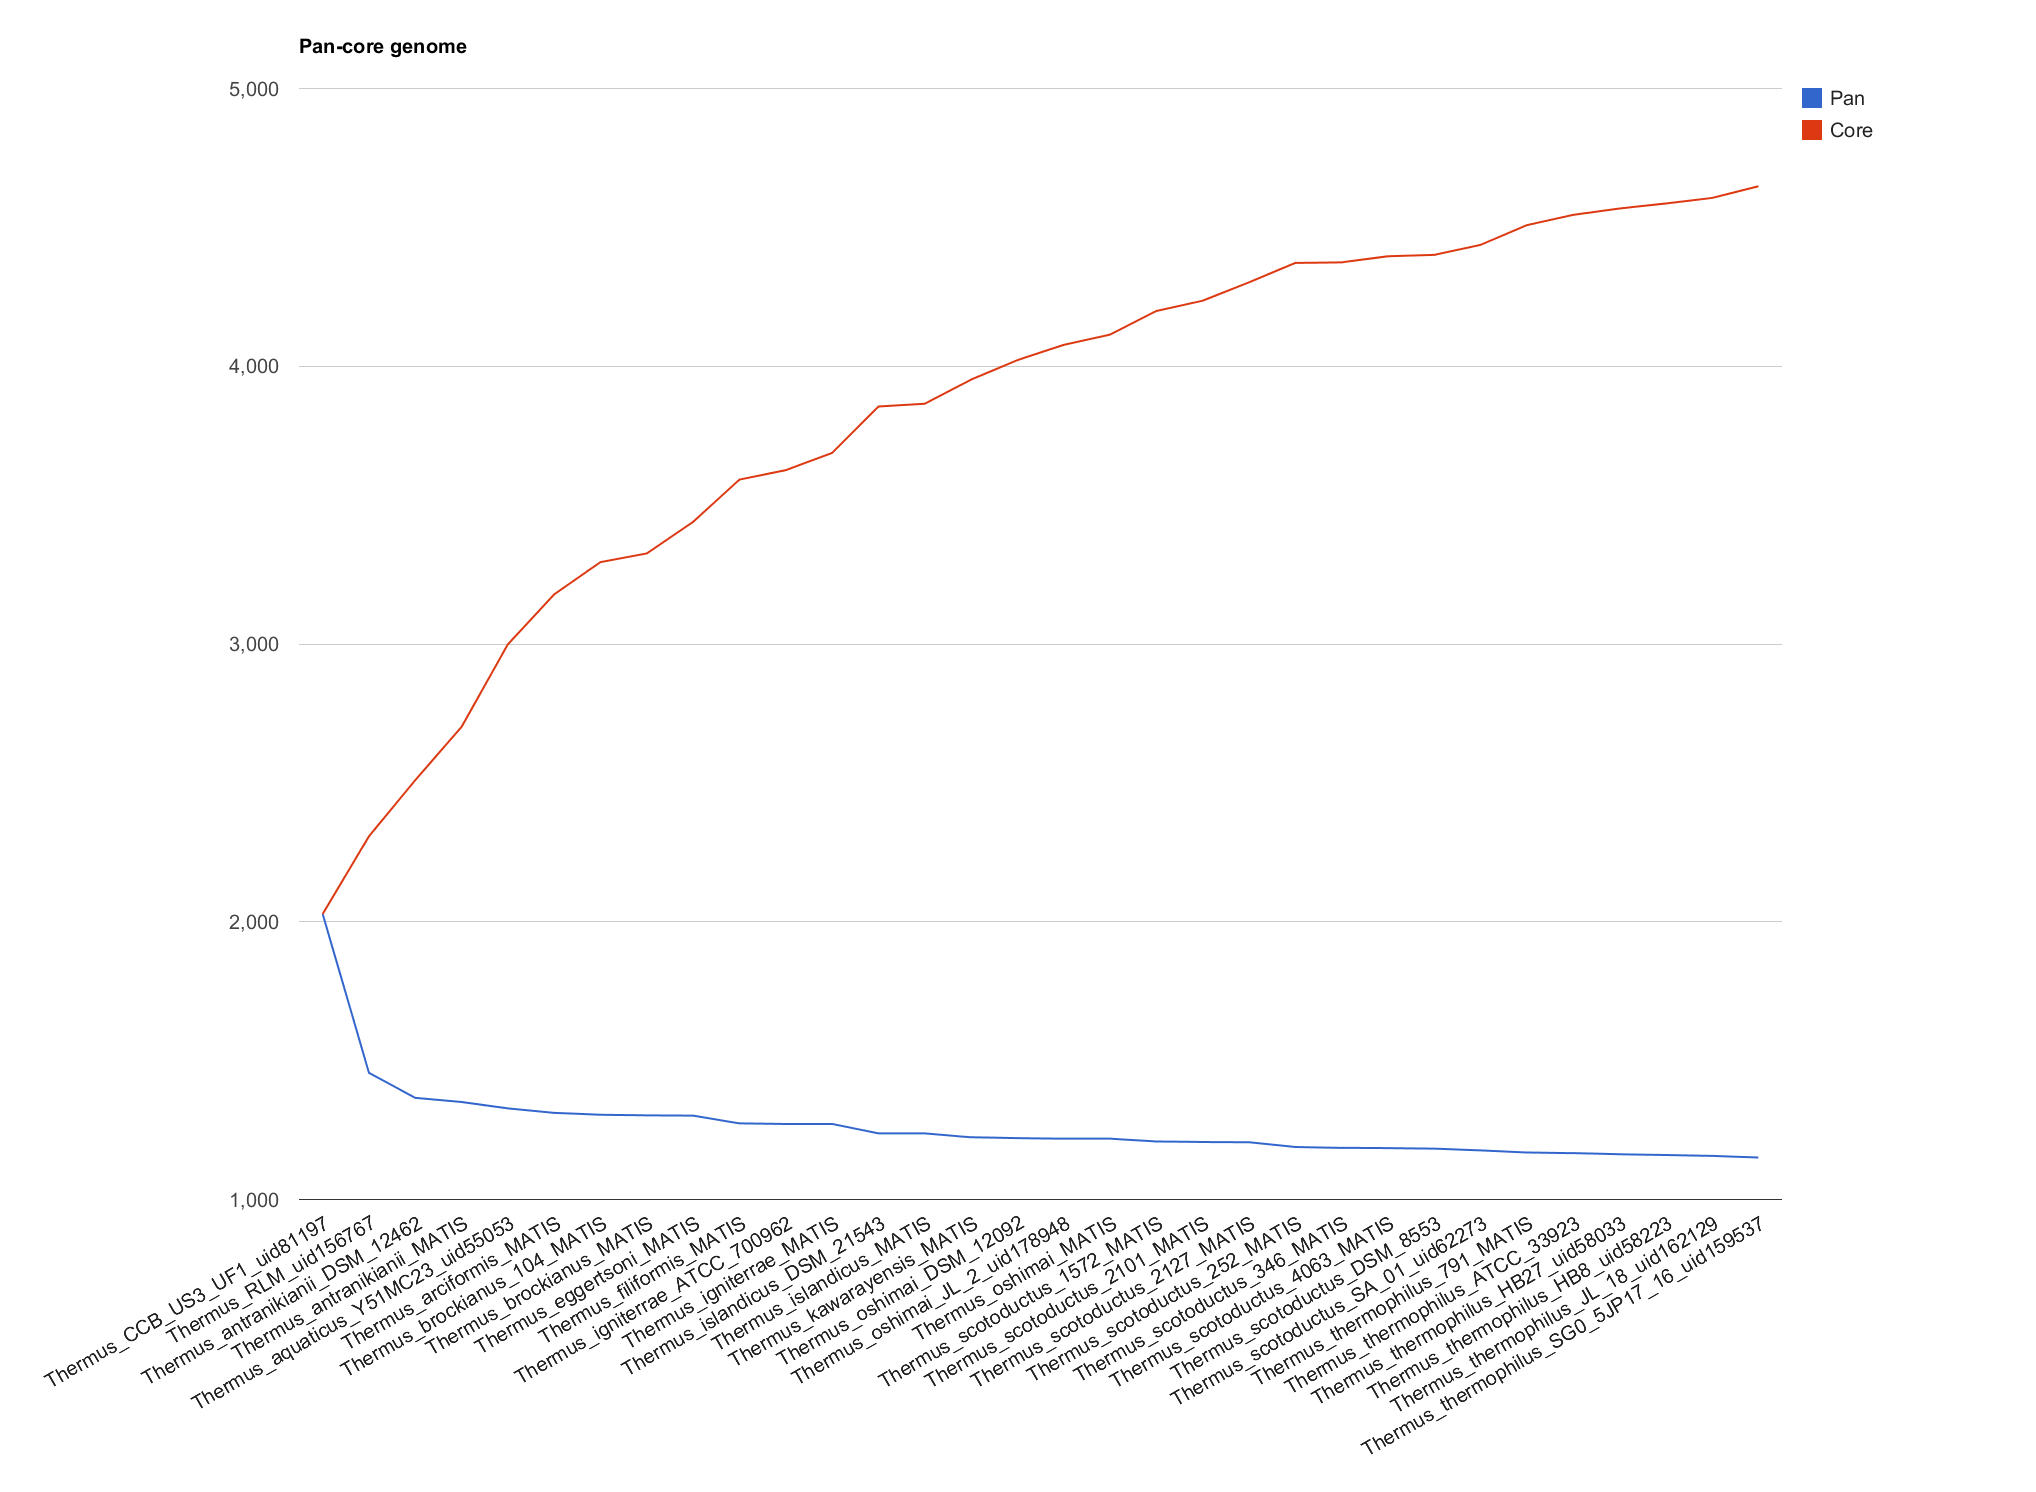 Pan-core genome
5,000
4,000
3,000
2,000
1,000
Pan
Core
Thermus_CCB_US3_UF1_uid81197
Thermus_RLM_uid156767
Thermus_antranikianii_DSM_12462
Thermus_antranikianii_MATIS
Thermus_aquaticus_Y51MC23_uid55053
Thermus_arciformis_MATIS
Thermus_brockianus_104_MATIS
Thermus_brockianus_MATIS
Thermus_eggertsoni_MATIS
Thermus_filiformis_MATIS
Thermus_igniterrae_ATCC_700962
Thermus_igniterrae_MATIS
Thermus_islandicus_DSM_21543
Thermus_islandicus_MATIS
Thermus_kawarayensis_MATIS
Thermus_oshimai_DSM_12092
Thermus_oshimai_JL_2_uid178948
Thermus_oshimai_MATIS
Thermus_scotoductus_1572_MATIS
Thermus_scotoductus_2101_MATIS
Thermus_scotoductus_2127_MATIS
Thermus_scotoductus_252_MATIS
Thermus_scotoductus_346_MATIS
Thermus_scotoductus_4063_MATIS
Thermus_scotoductus_DSM_8553
Thermus_scotoductus_SA_01_uid62273
Thermus_thermophilus_791_MATIS
Thermus_thermophilus_ATCC_33923
Thermus_thermophilus_HB27_uid58033
Thermus_thermophilus_HB8_uid58223
Thermus_thermophilus_JL_18_uid162129
Thermus_thermophilus_SG0_5JP17_16_uid159537